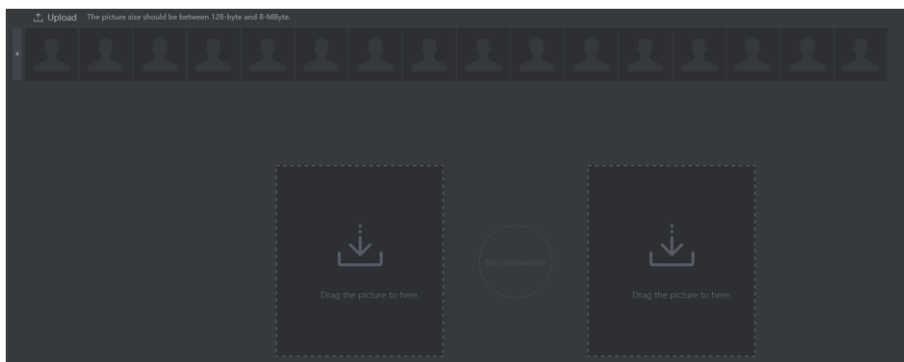 Upload The picture size should be between 128-byte and 8-MByte.
Drag the picture to here.
No comparison
Drag the picture to here.